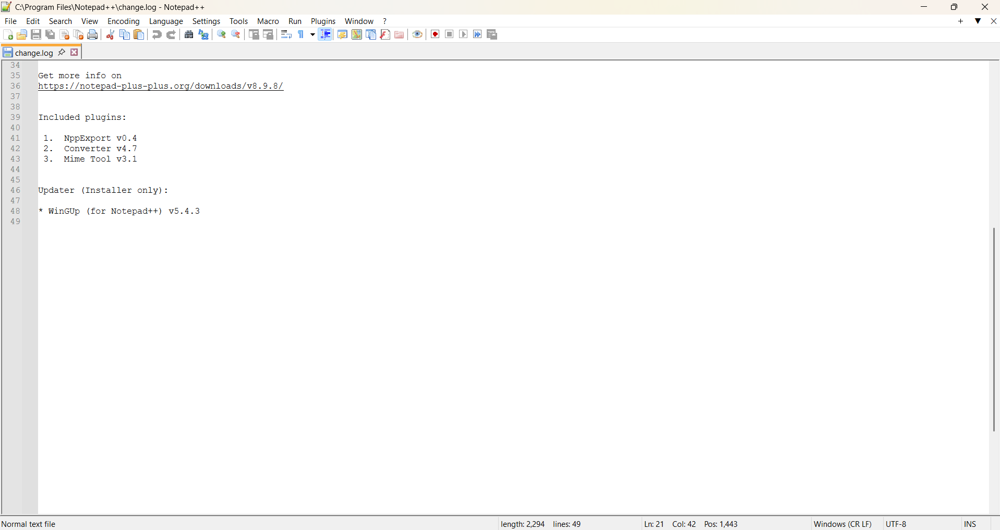 C:\Program Files\Notepad++\change.log - Notepad++
File Edit Search View Encoding Language Settings Tools Macro Run Plugins Window ? + ▼ ✕
change.log
34
35 Get more info on
36 https://notepad-plus-plus.org/downloads/v8.9.8/
37
38
39 Included plugins:
40
41 1. NppExport v0.4
42 2. Converter v4.7
43 3. Mime Tool v3.1
44
45
46 Updater (Installer only):
47
48 * WinGUp (for Notepad++) v5.4.3
49
Normal text file length: 2,294 lines: 49 Ln: 21 Col: 42 Pos: 1,443 Windows (CR LF) UTF-8 INS